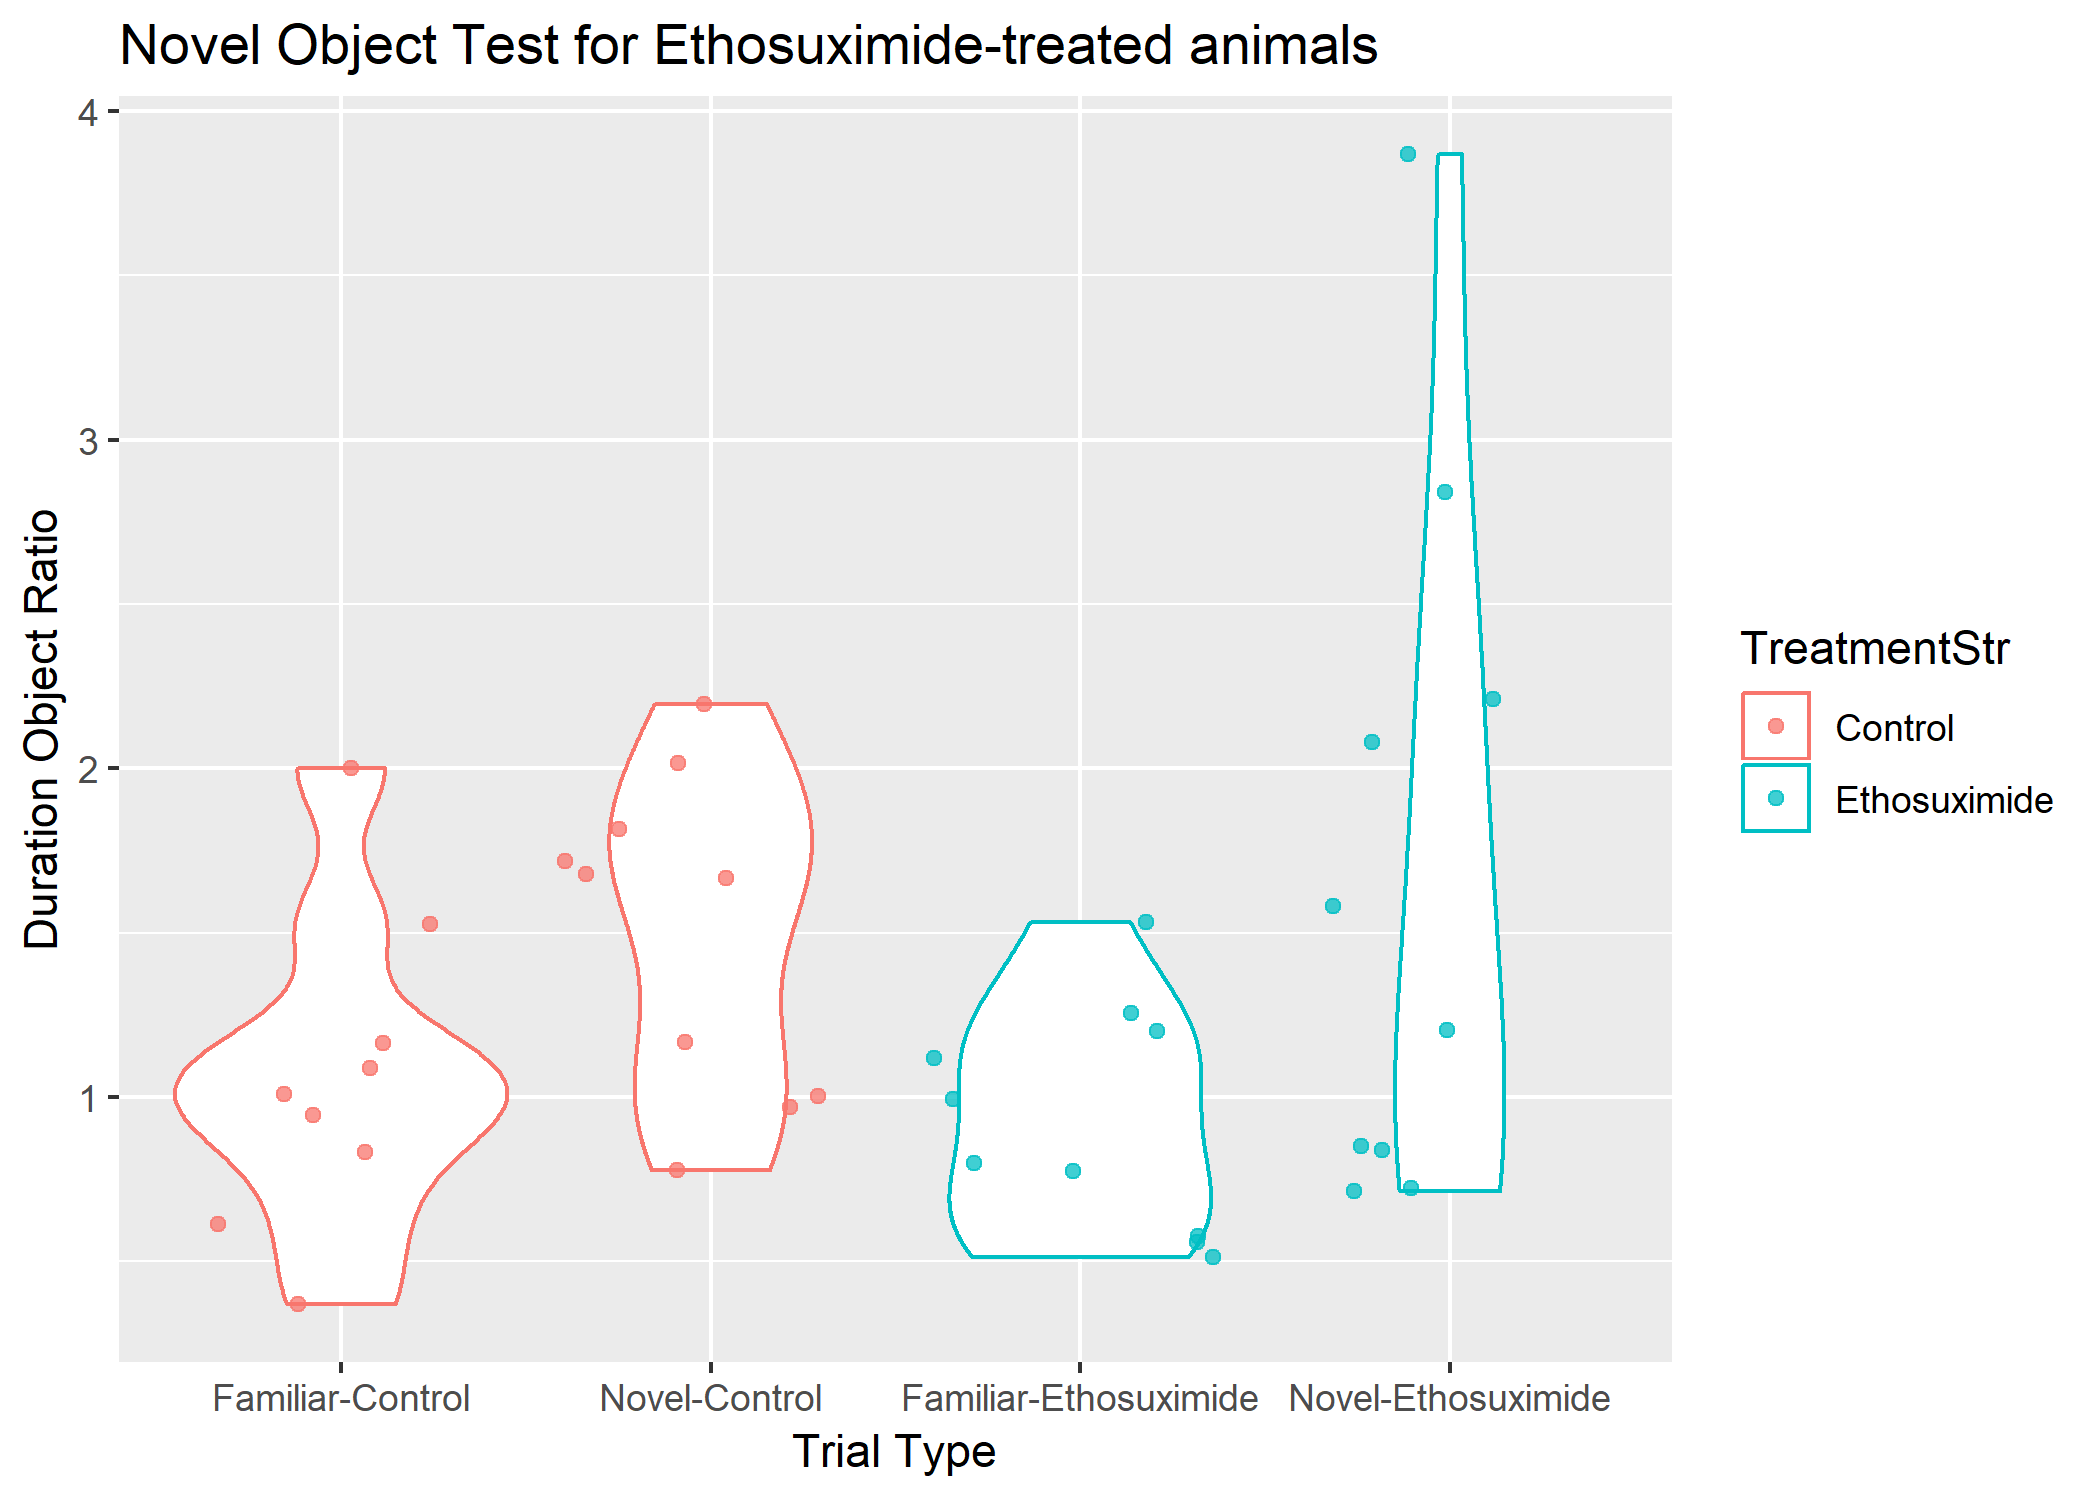 Novel Object Test for Ethosuximide-treated animals
4
3
2
1
Duration Object Ratio
Familiar-Control
Novel-Control
Familiar-Ethosuximide
Novel-Ethosuximide
Trial Type
TreatmentStr
Control
Ethosuximide